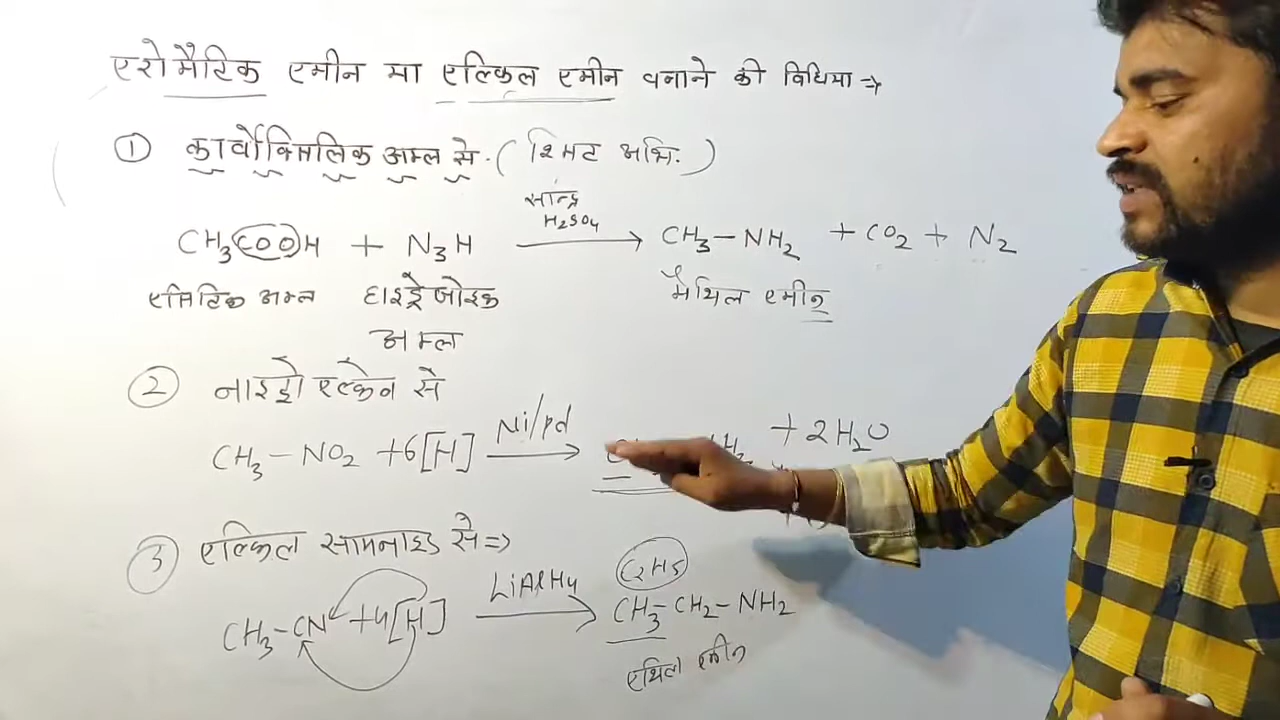 एरोमैटिक एमीन या एल्किल एमीन बनाने की विधियां ⇒
① कार्बोक्सिलिक अम्ल से. (श्मिट अभि.)
सान्द्र
H₂SO₄
CH₃COOH + N₃H ⟶ CH₃–NH₂ + CO₂ + N₂
एसिटिक अम्ल हाइड्रेजोइक मैथिल एमीन
अम्ल
② नाइट्रो एल्केन से
CH₃–NO₂ + 6[H] Ni/Pd ⟶ + 2H₂O
③ एल्किल सायनाइड से ⇒
C₂H₅
CH₃–CN + 4[H] LiAlH₄ ⟶ CH₃–CH₂–NH₂
एथिल एमीन